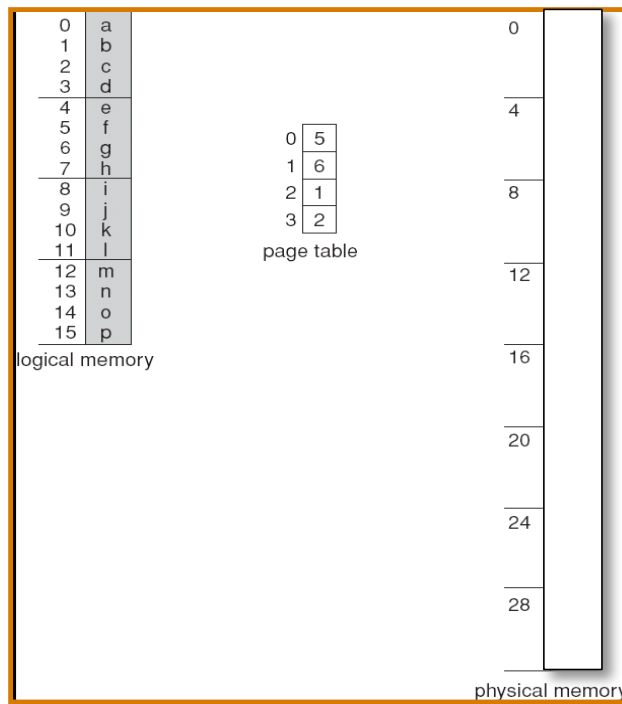 0 a
1 b
2 c
3 d
4 e
5 f
6 g
7 h
8 i
9 j
10 k
11 l
12 m
13 n
14 o
15 p
logical memory
0 5
1 6
2 1
3 2
page table
0
4
8
12
16
20
24
28
physical memory